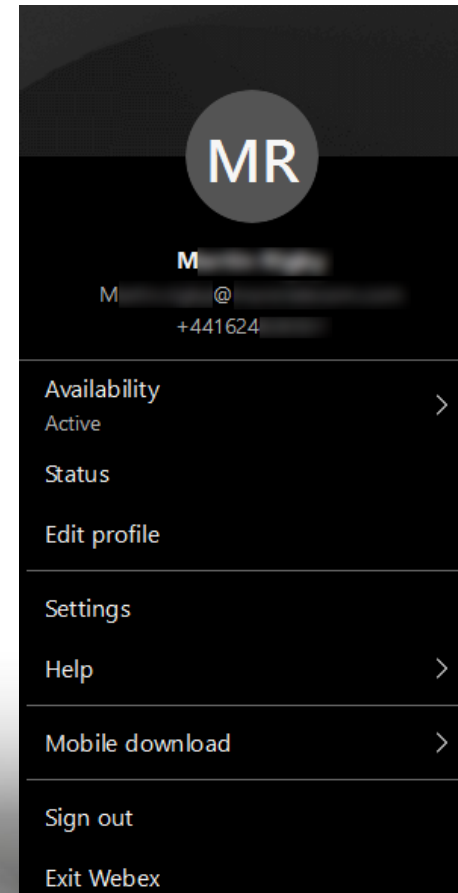 MR
M
M @
+441624
Availability
Active
Status
Edit profile
Settings
Help
Mobile download
Sign out
Exit Webex